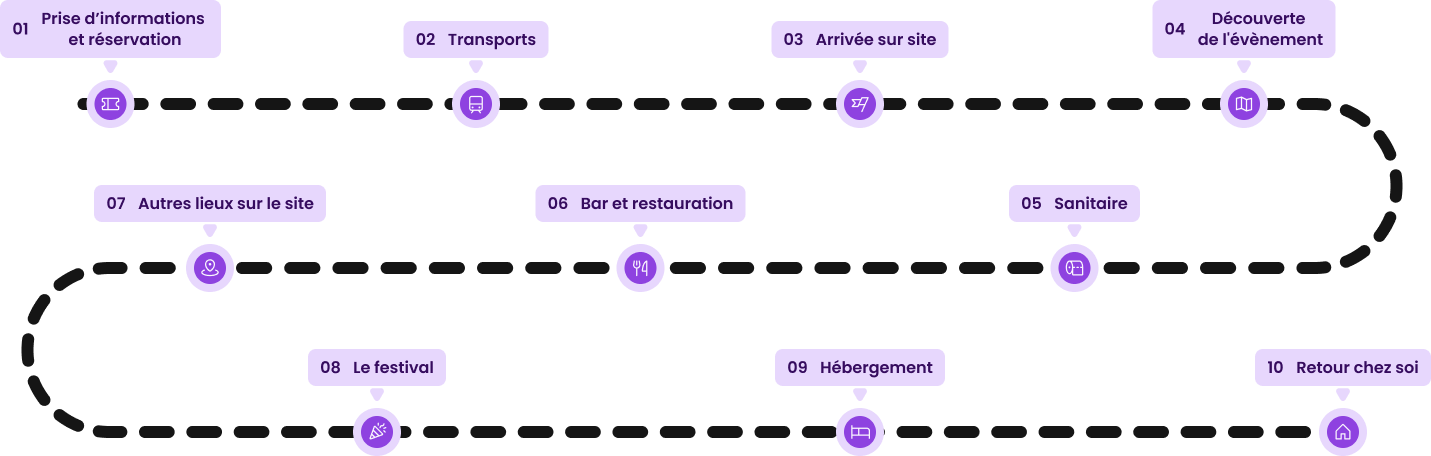 01 Prise d’informations
et réservation
02 Transports
03 Arrivée sur site
04 Découverte
de l'évènement
05 Sanitaire
06 Bar et restauration
07 Autres lieux sur le site
08 Le festival
09 Hébergement
10 Retour chez soi